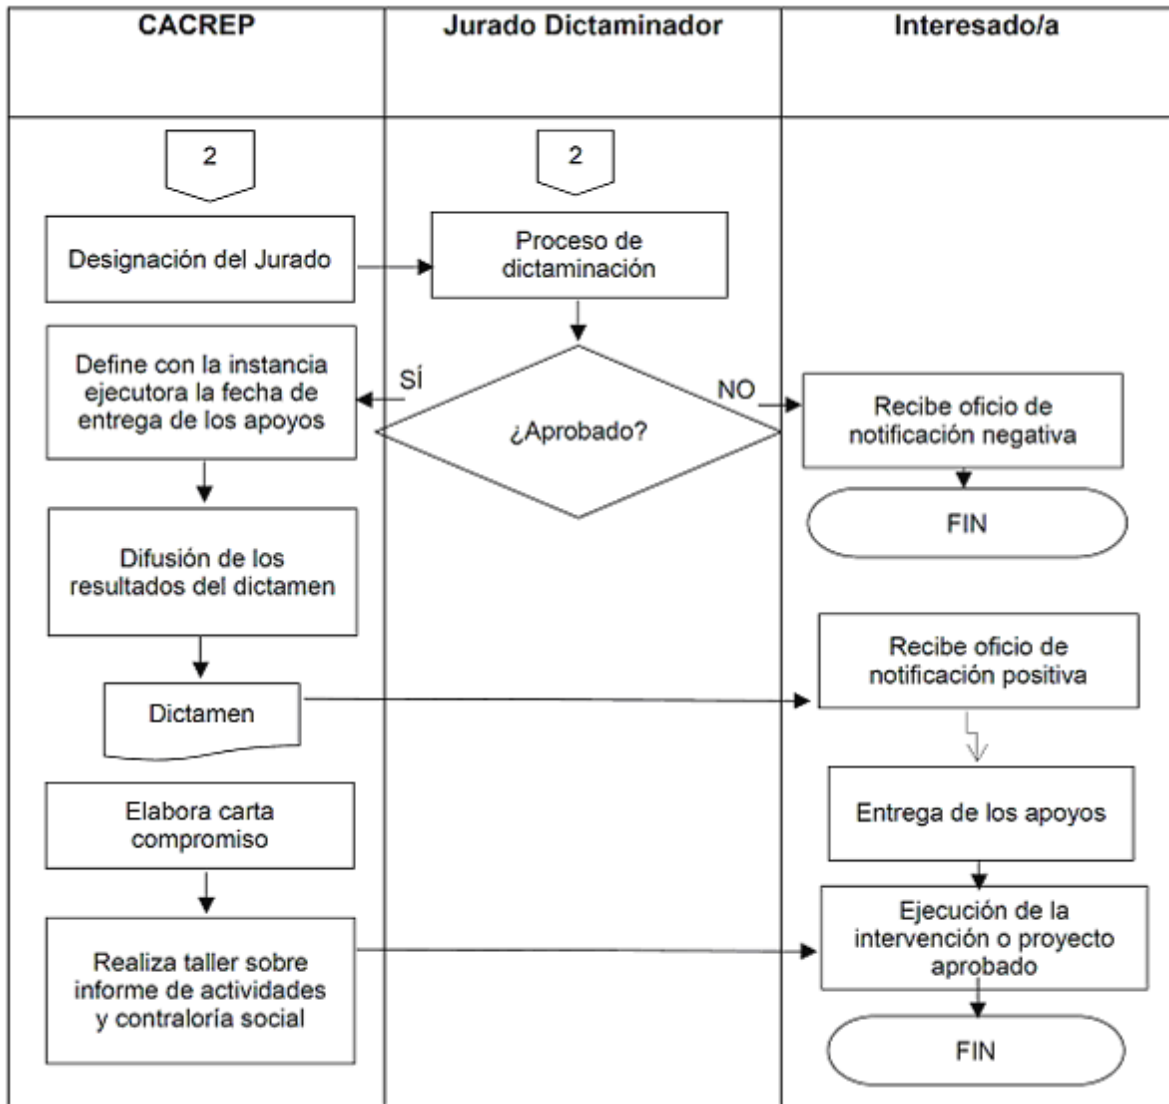 CACREP
Jurado Dictaminador
Interesado/a
2
2
Designación del Jurado
Proceso de
dictaminación
Define con la instancia
ejecutora la fecha de
entrega de los apoyos
SÍ
¿Aprobado?
NO
Recibe oficio de
notificación negativa
FIN
Difusión de los
resultados del dictamen
Recibe oficio de
notificación positiva
Dictamen
Elabora carta
compromiso
Entrega de los apoyos
Realiza taller sobre
informe de actividades
y contraloría social
Ejecución de la
intervención o proyecto
aprobado
FIN